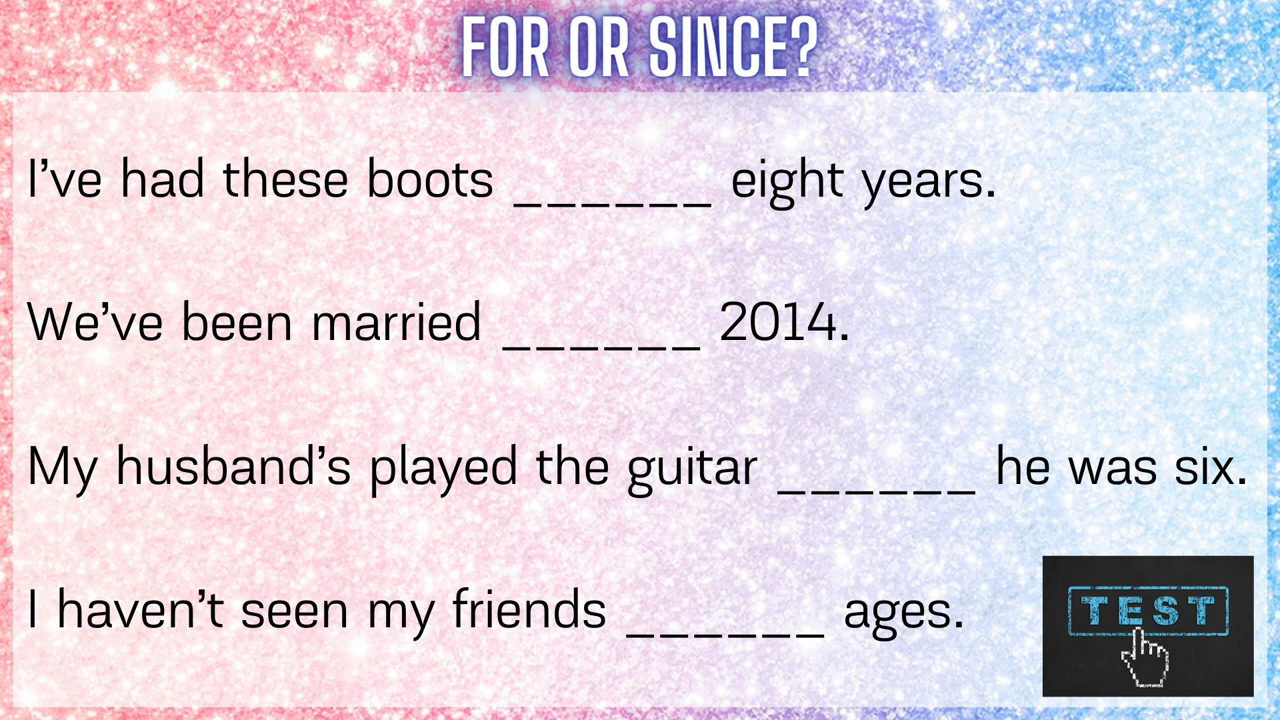 FOR OR SINCE?
I’ve had these boots ______ eight years.
We’ve been married ______ 2014.
My husband’s played the guitar ______ he was six.
I haven’t seen my friends ______ ages.
TEST